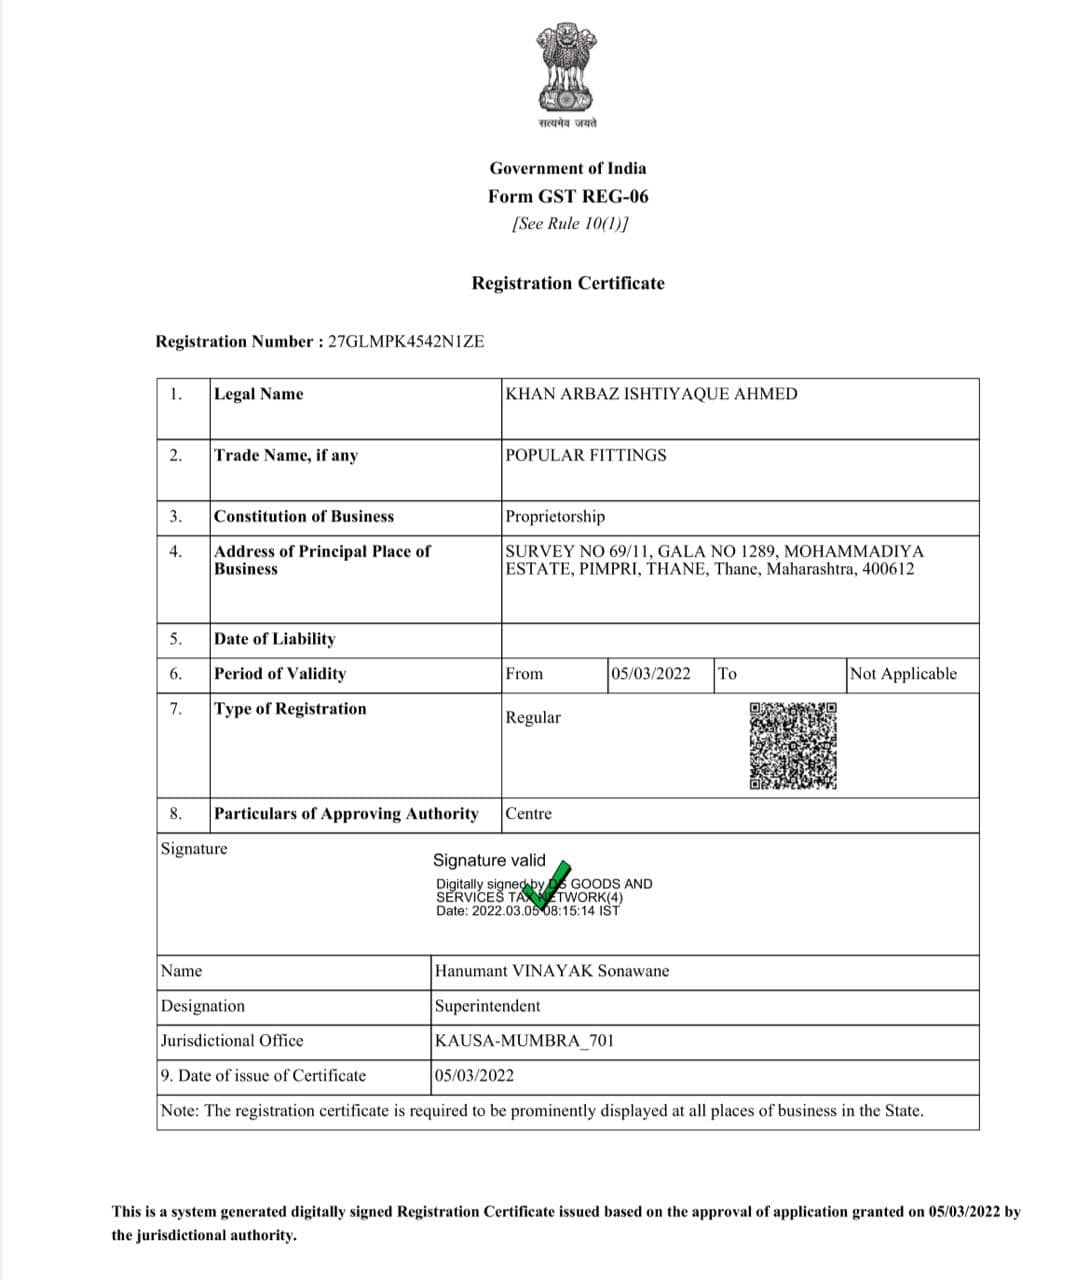 सत्यमेव जयते
Government of India
Form GST REG-06
[See Rule 10(1)]
Registration Certificate
Registration Number : 27GLMPK4542N1ZE
1. Legal Name KHAN ARBAZ ISHTIYAQUE AHMED
2. Trade Name, if any POPULAR FITTINGS
3. Constitution of Business Proprietorship
4. Address of Principal Place of Business SURVEY NO 69/11, GALA NO 1289, MOHAMMADIYA
ESTATE, PIMPRI, THANE, Thane, Maharashtra, 400612
5. Date of Liability
6. Period of Validity From 05/03/2022 To Not Applicable
7. Type of Registration Regular
8. Particulars of Approving Authority Centre
Signature
Signature valid
Digitally signed by DS GOODS AND
SERVICES TAX NETWORK(4)
Date: 2022.03.05 08:15:14 IST
Name Hanumant VINAYAK Sonawane
Designation Superintendent
Jurisdictional Office KAUSA-MUMBRA_701
9. Date of issue of Certificate 05/03/2022
Note: The registration certificate is required to be prominently displayed at all places of business in the State.
This is a system generated digitally signed Registration Certificate issued based on the approval of application granted on 05/03/2022 by
the jurisdictional authority.